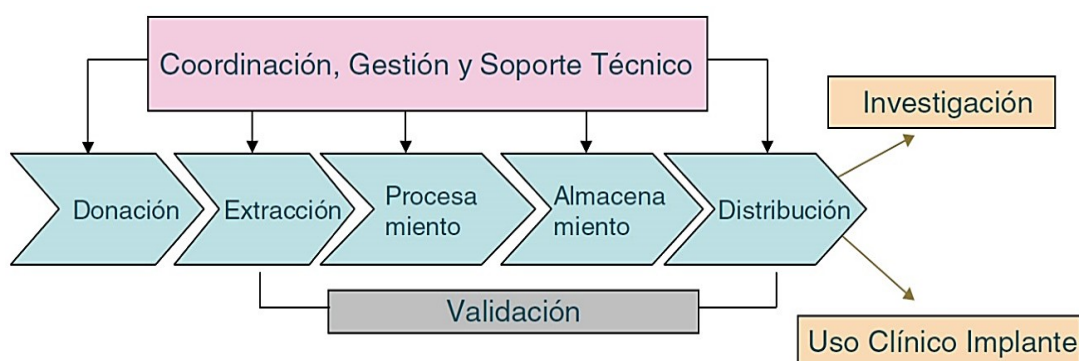 Coordinación, Gestión y Soporte Técnico
Investigación
Donación
Extracción
Procesa
miento
Almacena
miento
Distribución
Validación
Uso Clínico Implante